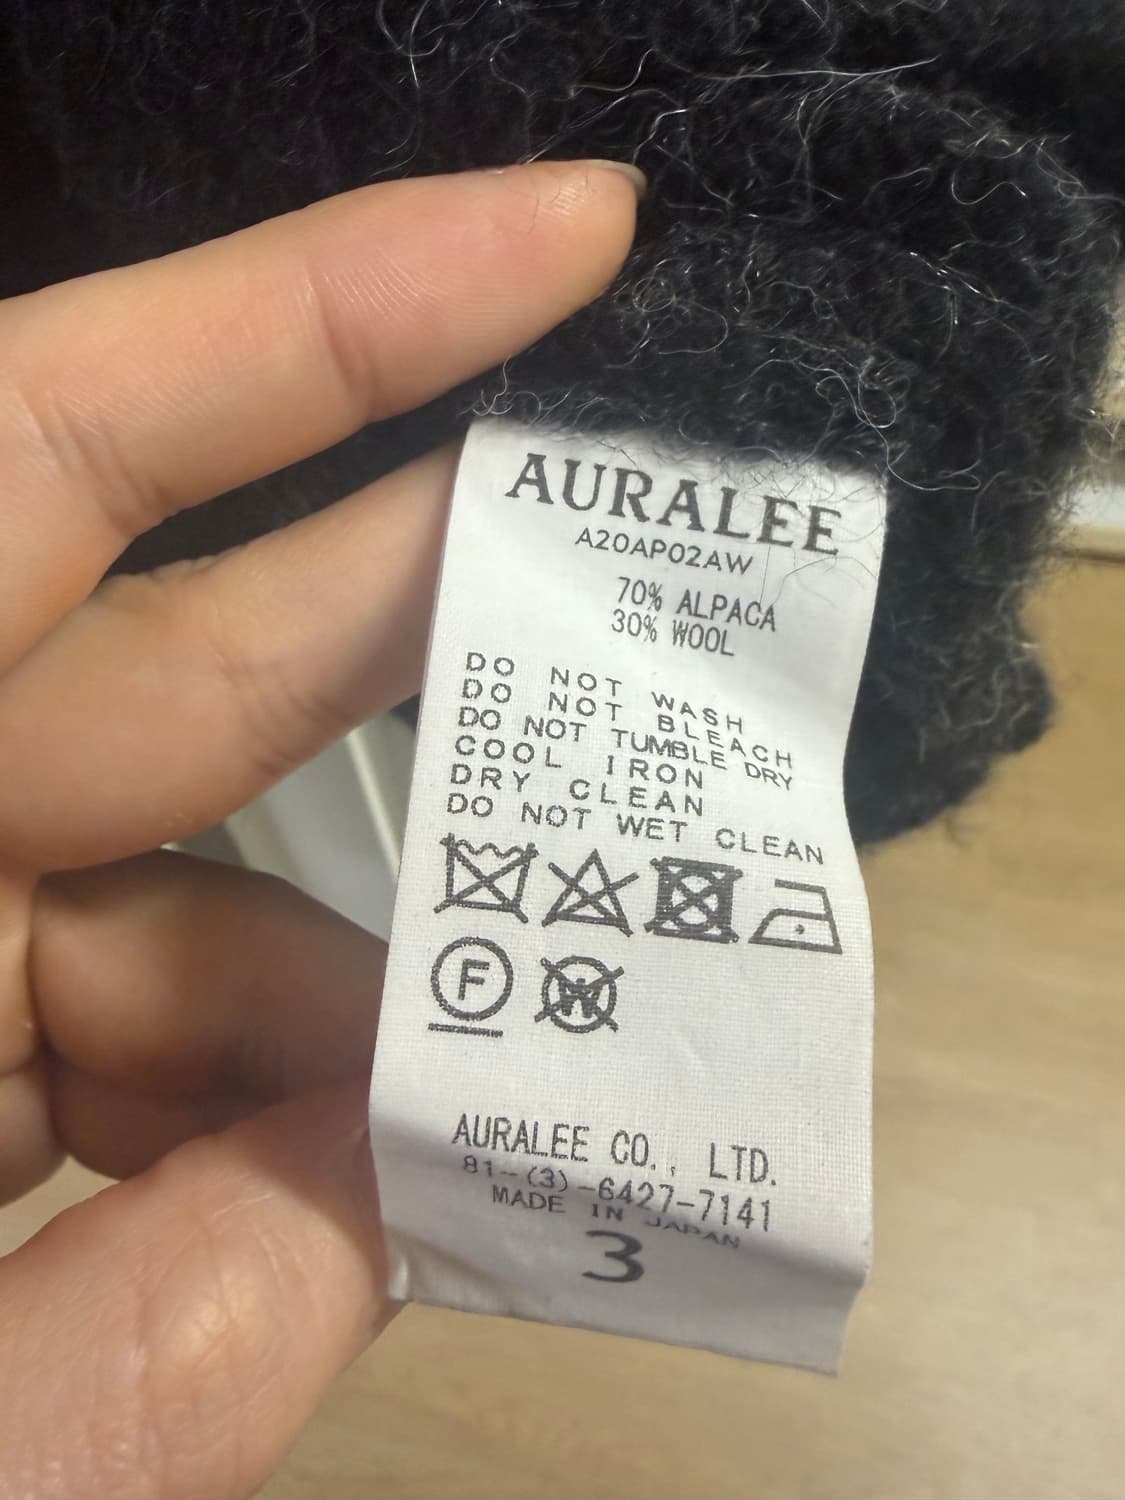 AURALEE
A20AP02AW
70% ALPACA
30% WOOL
DO NOT WASH
DO NOT BLEACH
DO NOT TUMBLE DRY
COOL IRON
DRY CLEAN
DO NOT WET CLEAN
F W
AURALEE CO., LTD.
81-(3)-6427-7141
MADE IN JAPAN
3